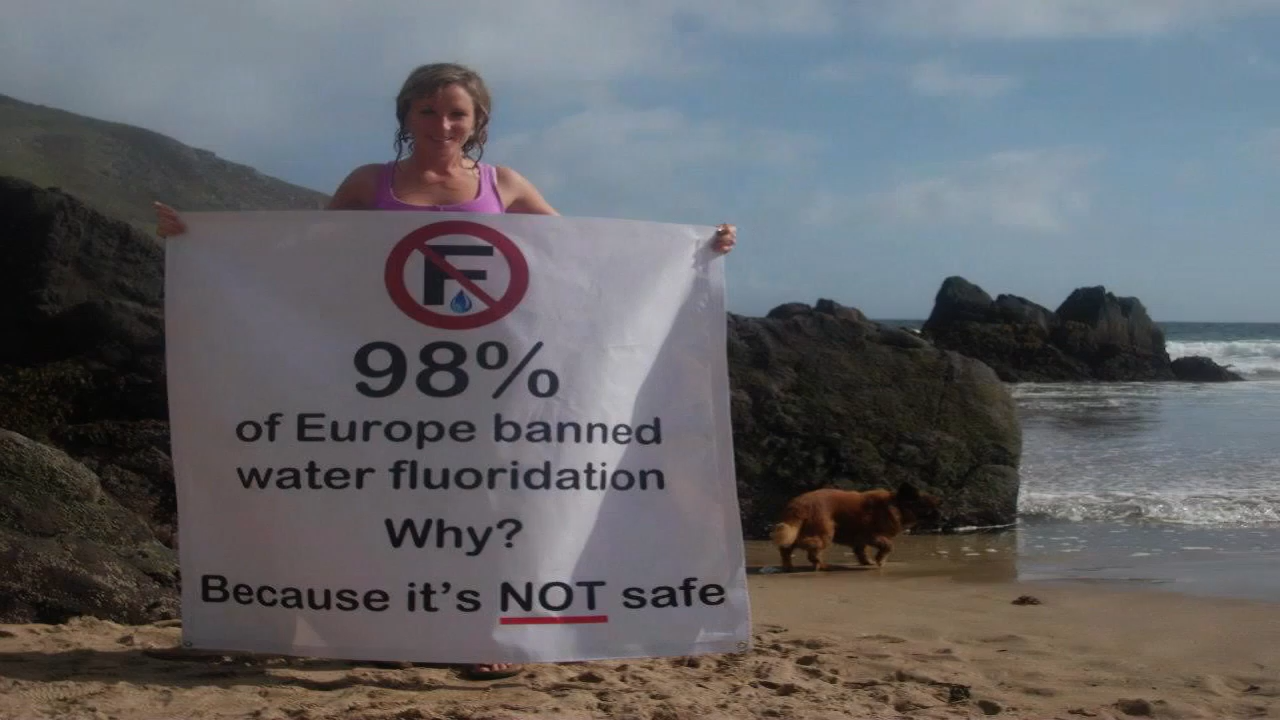 F
98%
of Europe banned
water fluoridation
Why?
Because it's NOT safe